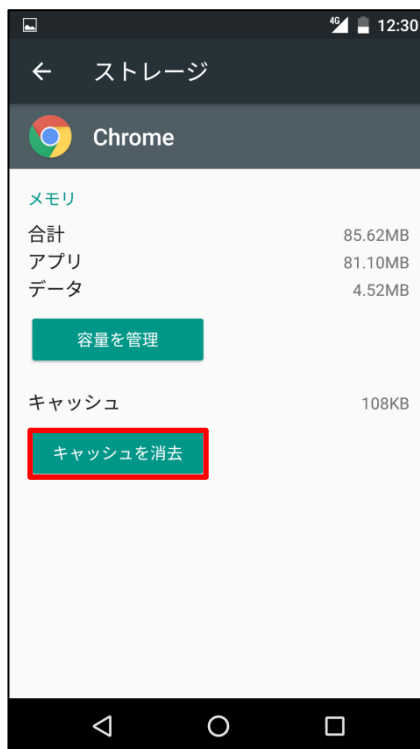 4G 12:30
ストレージ
Chrome
メモリ
合計 85.62MB
アプリ 81.10MB
データ 4.52MB
容量を管理
キャッシュ 108KB
キャッシュを消去